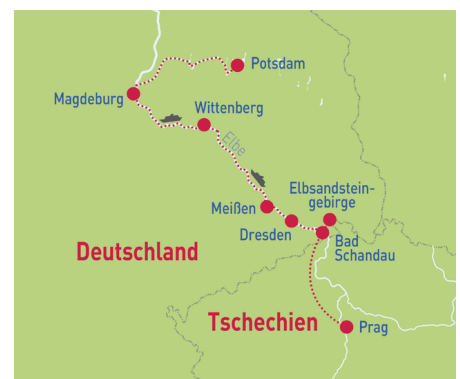 Potsdam
Magdeburg
Wittenberg
Elbe
Elbsandstein-
gebirge
Meißen
Dresden
Bad
Schandau
Deutschland
Tschechien
Prag